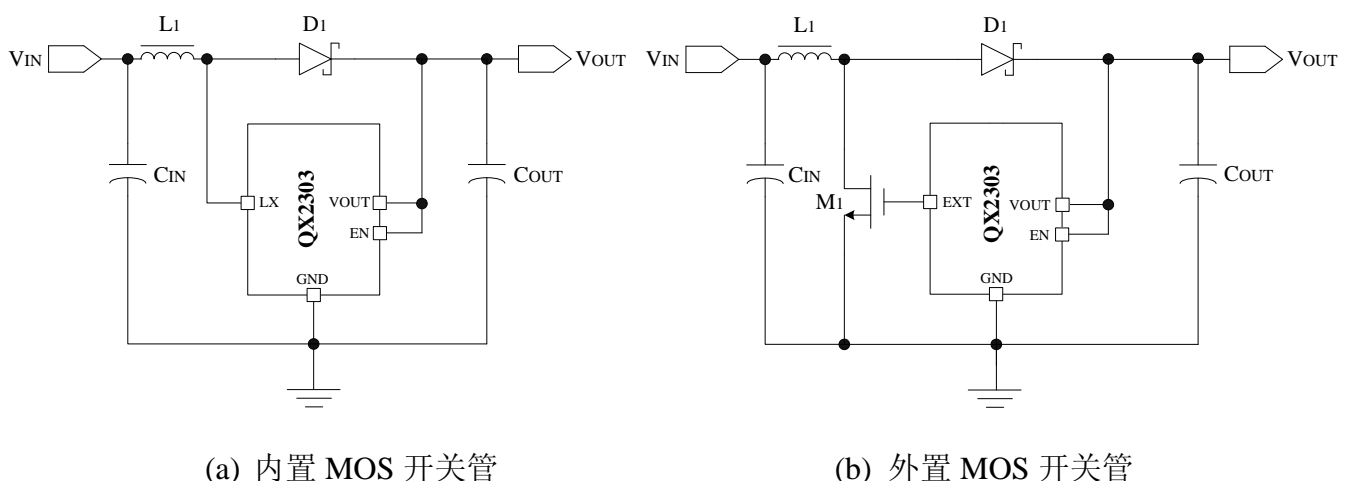 L1
D1
VIN
VOUT
CIN
COUT
LX
QX2303
VOUT
EN
GND
(a) 内置 MOS 开关管
L1
D1
VIN
VOUT
CIN
COUT
M1
EXT
QX2303
VOUT
EN
GND
(b) 外置 MOS 开关管